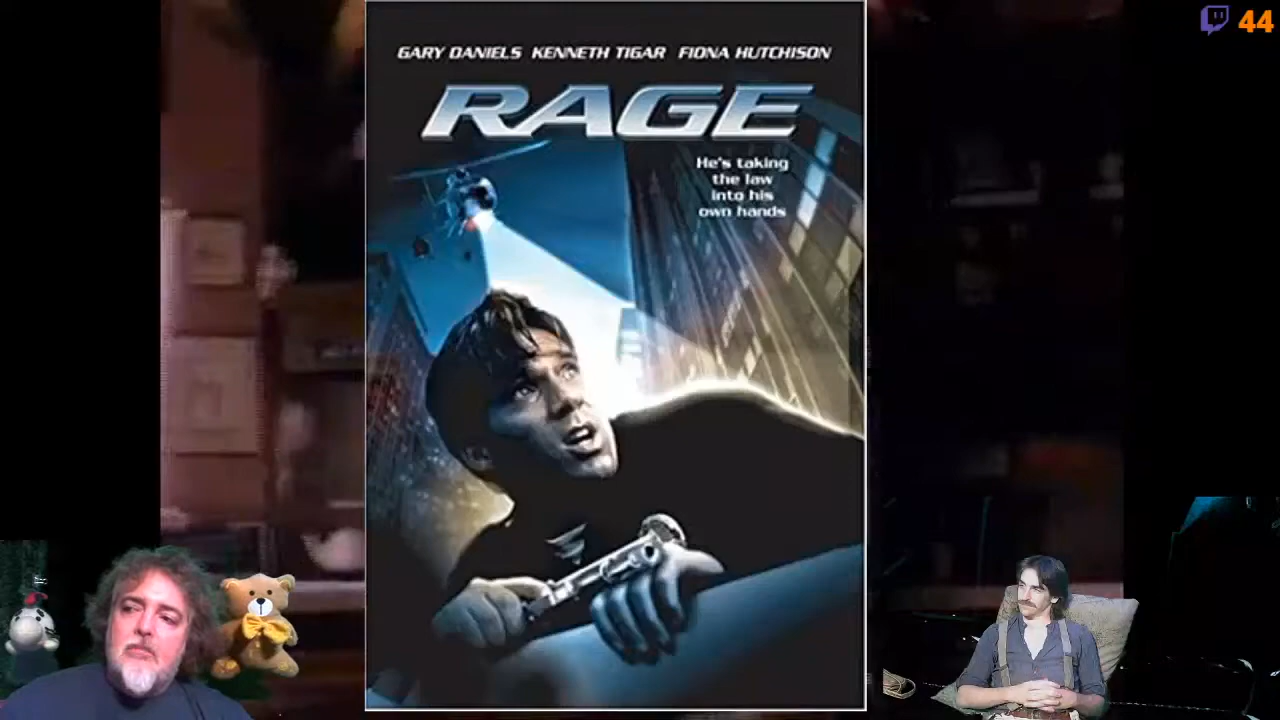 44
GARY DANIELS KENNETH TIGAR FIONA HUTCHISON
RAGE
He's taking
the law
into his
own hands